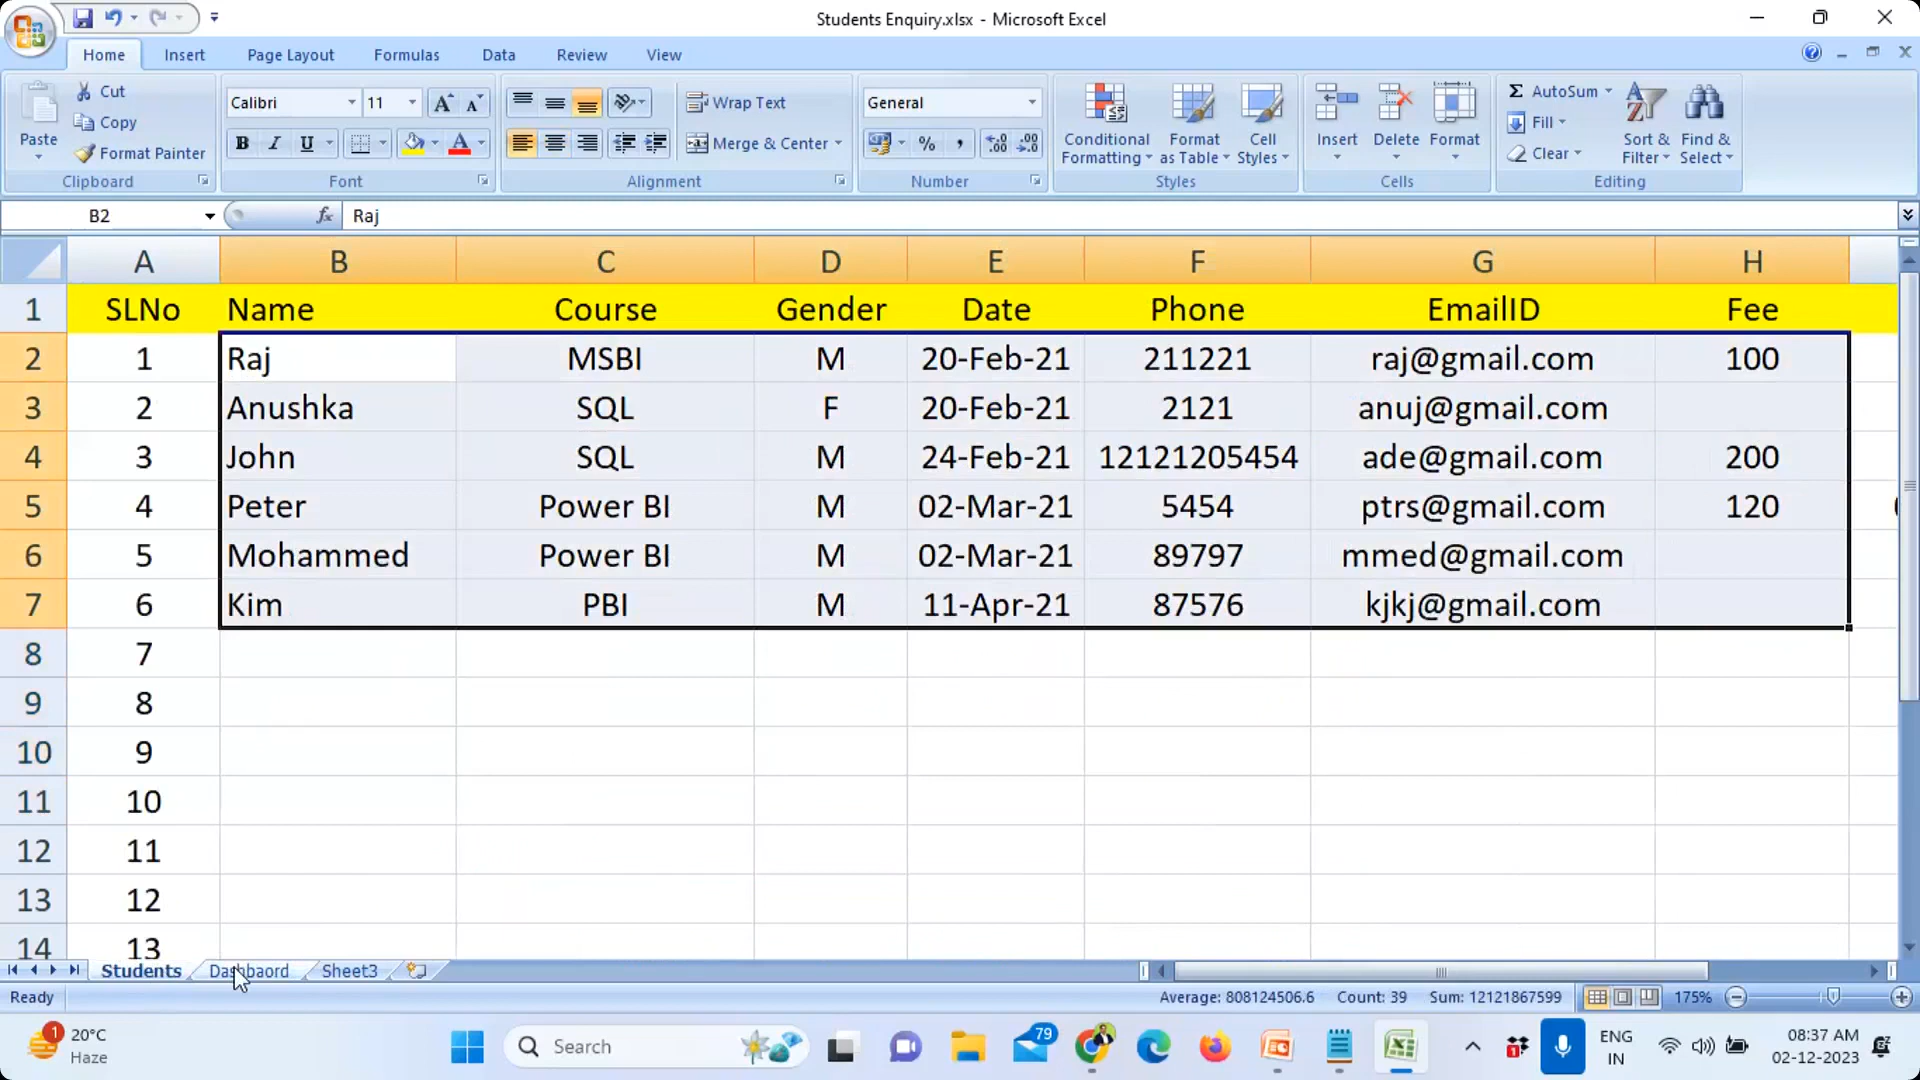 Students Enquiry.xlsx - Microsoft Excel
Home Insert Page Layout Formulas Data Review View
Paste Cut Copy Format Painter Clipboard
Calibri 11 A A B I U A Font
Wrap Text Merge & Center Alignment
General % , .0 .00 .00 .0 Number
Conditional Formatting Format as Table Cell Styles Styles
Insert Delete Format Cells
Σ AutoSum Fill Clear Sort & Filter Find & Select Editing
B2 fx Raj
A B C D E F G H
1 SLNo Name Course Gender Date Phone EmailID Fee
2 1 Raj MSBI M 20-Feb-21 211221 raj@gmail.com 100
3 2 Anushka SQL F 20-Feb-21 2121 anuj@gmail.com
4 3 John SQL M 24-Feb-21 12121205454 ade@gmail.com 200
5 4 Peter Power BI M 02-Mar-21 5454 ptrs@gmail.com 120
6 5 Mohammed Power BI M 02-Mar-21 89797 mmed@gmail.com
7 6 Kim PBI M 11-Apr-21 87576 kjkj@gmail.com
8 7
9 8
10 9
11 10
12 11
13 12
14 13
Students Dashbaord Sheet3
Ready Average: 808124506.6 Count: 39 Sum: 12121867599 175%
1 20°C Search 79 1 ENG 08:37 AM
Haze IN 02-12-2023